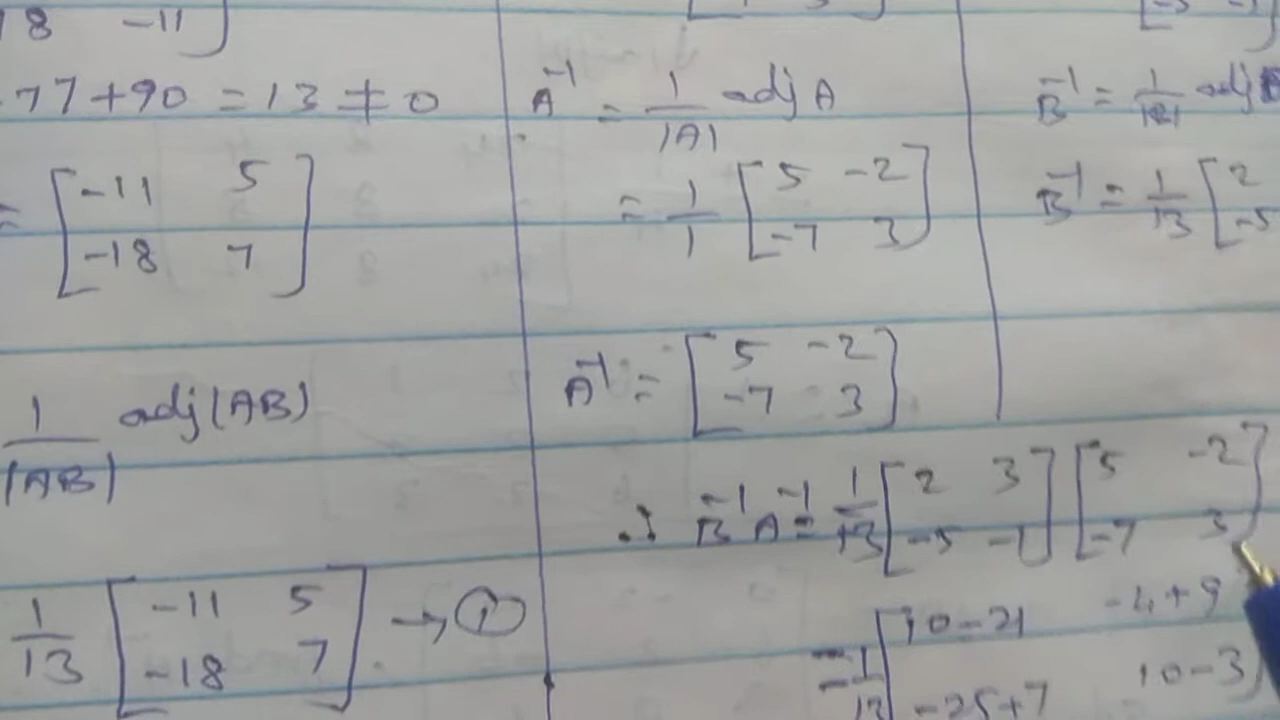 18 -11]
77+90 = 13 ≠ 0
= [-11 5
-18 7]
1/|AB| adj(AB)
1/13 [-11 5
-18 7] → ①
A⁻¹ = 1/|A| adj A
= 1/1 [5 -2
-7 3]
A⁻¹ = [5 -2
-7 3]
B⁻¹ = 1/|B| adj B
B⁻¹ = 1/13 [2
-5
∴ B⁻¹A⁻¹ = 1/13 [2 3
-5 -1] [5 -2
-7 3]
= 1/13 [10-21 -4+9
-25+7 10-3]